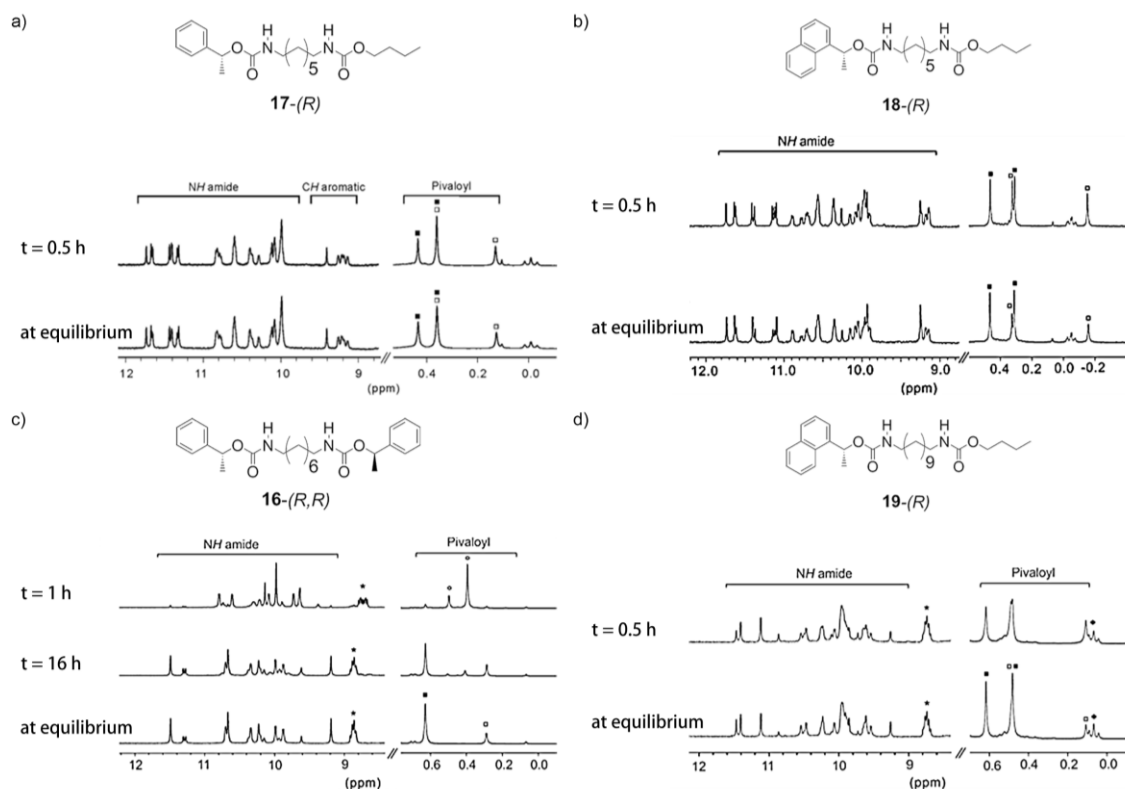 a)
O
H
N
O
5
H
N
O
O
17-(R)
NH amide
CH aromatic
Pivaloyl
t = 0.5 h
at equilibrium
12
11
10
9
0.4
0.2
0.0
(ppm)
b)
O
H
N
O
5
H
N
O
O
18-(R)
NH amide
t = 0.5 h
at equilibrium
12.0
11.0
10.0
9.0
0.4
0.2
0.0
-0.2
(ppm)
c)
O
H
N
O
6
H
N
O
O
16-(R,R)
NH amide
Pivaloyl
t = 1 h
t = 16 h
at equilibrium
11
10
9
0.6
0.4
0.2
0.0
(ppm)
d)
O
H
N
O
9
H
N
O
O
19-(R)
NH amide
Pivaloyl
t = 0.5 h
at equilibrium
12
11
10
9
0.6
0.4
0.2
0.0
(ppm)